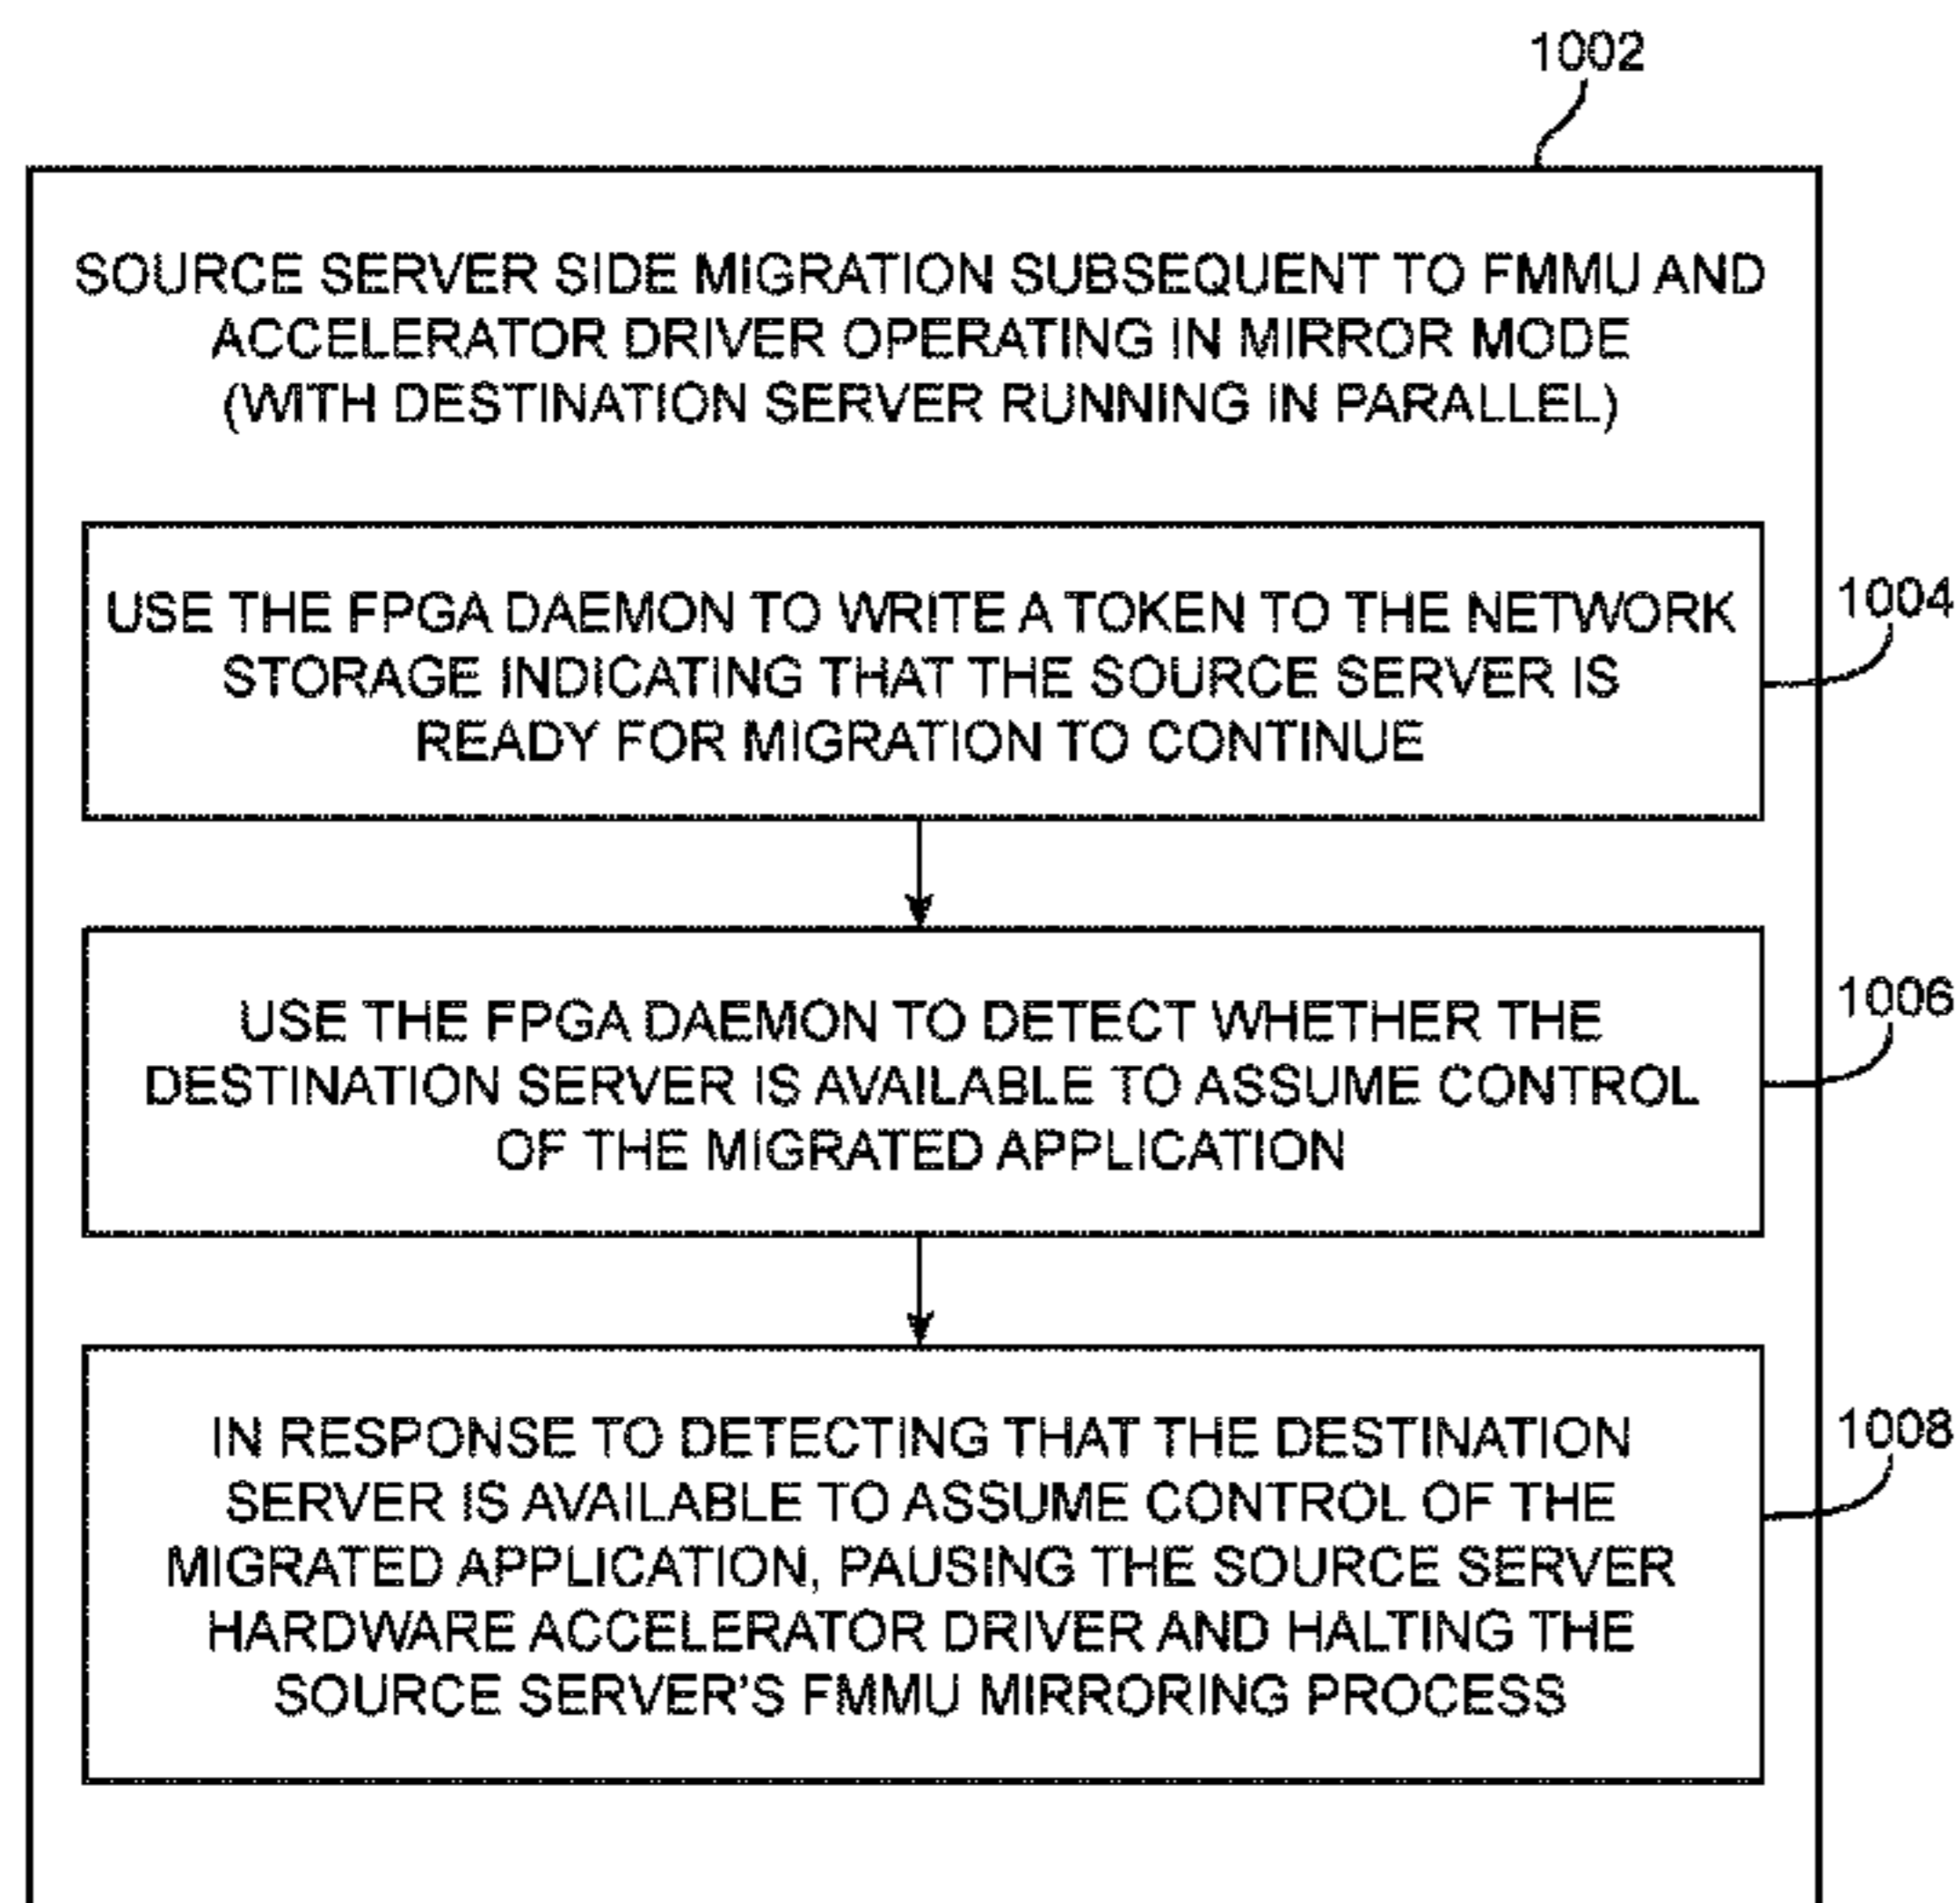 1002
SOURCE SERVER SIDE MIGRATION SUBSEQUENT TO FMMU AND
ACCELERATOR DRIVER OPERATING IN MIRROR MODE
(WITH DESTINATION SERVER RUNNING IN PARALLEL)
USE THE FPGA DAEMON TO WRITE A TOKEN TO THE NETWORK
STORAGE INDICATING THAT THE SOURCE SERVER IS
READY FOR MIGRATION TO CONTINUE
1004
USE THE FPGA DAEMON TO DETECT WHETHER THE
DESTINATION SERVER IS AVAILABLE TO ASSUME CONTROL
OF THE MIGRATED APPLICATION
1006
IN RESPONSE TO DETECTING THAT THE DESTINATION
SERVER IS AVAILABLE TO ASSUME CONTROL OF THE
MIGRATED APPLICATION, PAUSING THE SOURCE SERVER
HARDWARE ACCELERATOR DRIVER AND HALTING THE
SOURCE SERVER'S FMMU MIRRORING PROCESS
1008